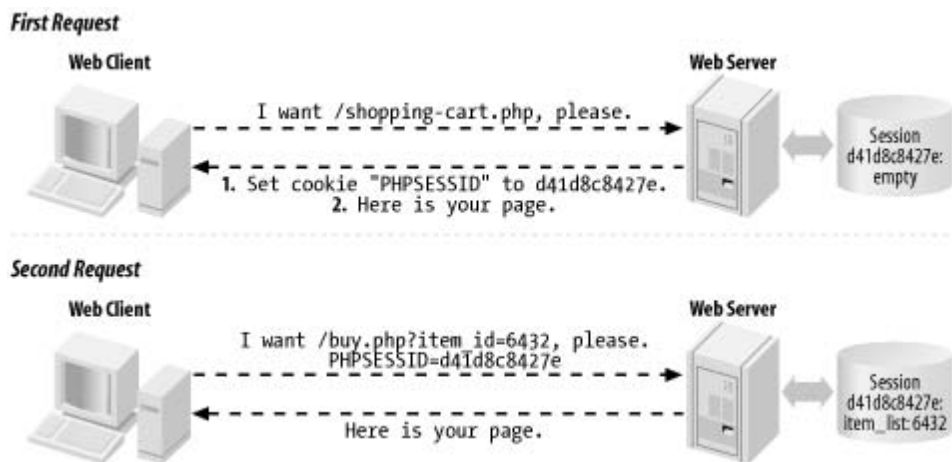 First Request
Web Client
Web Server
I want /shopping-cart.php, please.
1. Set cookie "PHPSESSID" to d41d8c8427e.
2. Here is your page.
Session
d41d8c8427e:
empty
Second Request
Web Client
Web Server
I want /buy.php?item_id=6432, please.
PHPSESSID=d41d8c8427e
Here is your page.
Session
d41d8c8427e:
item_list:6432